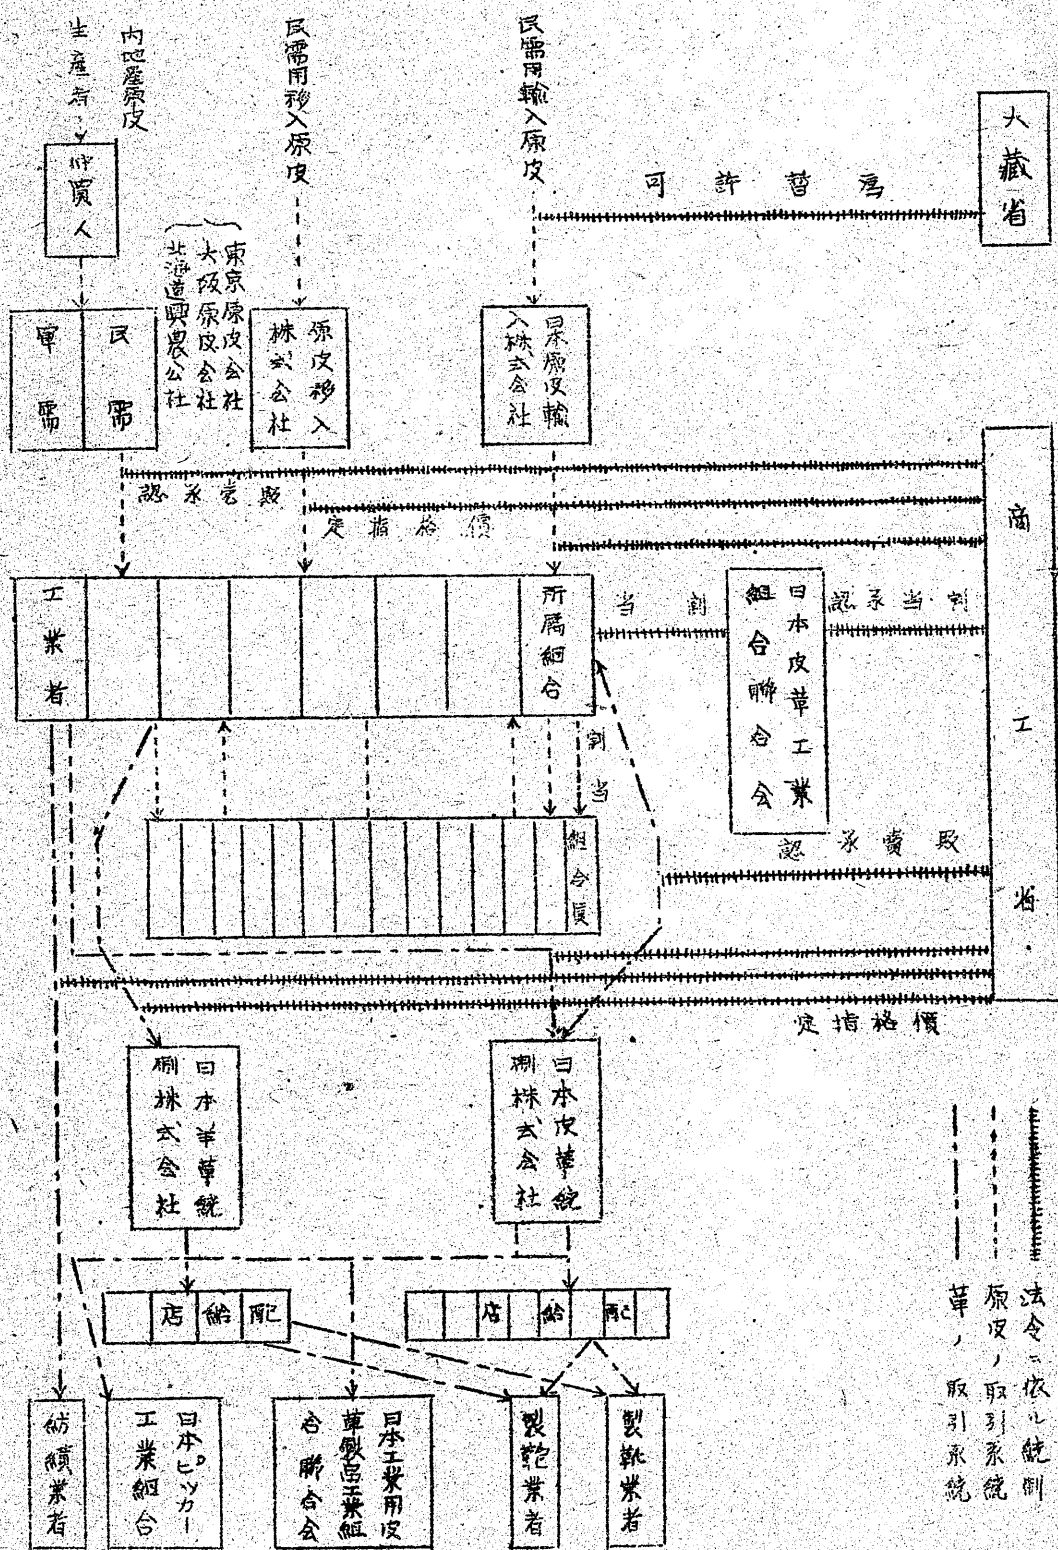 大藏省
為替許可
民需用輸入原皮
民需用移入原皮
内地産原皮
生産者
仲買人
東京原皮会社
大阪原皮会社
北海道興農公社
日本原皮輸
入株式会社
原皮移入
株式会社
民需
軍需
商工省
販売承認
價格指定
割当承認
日本皮革工業
組合聯合会
割当
所属組合
工業者
割当
組合員
販賣承認
價格指定
日本皮革統
制株式会社
日本羊革統
制株式会社
配給店
配給店
製靴業者
製鞄業者
日本工業用皮
革製品工業組
合聯合会
日本ピッカー
工業組合
紡績業者
法令ニ依ル統制
原皮ノ取引系統
革ノ取引系統